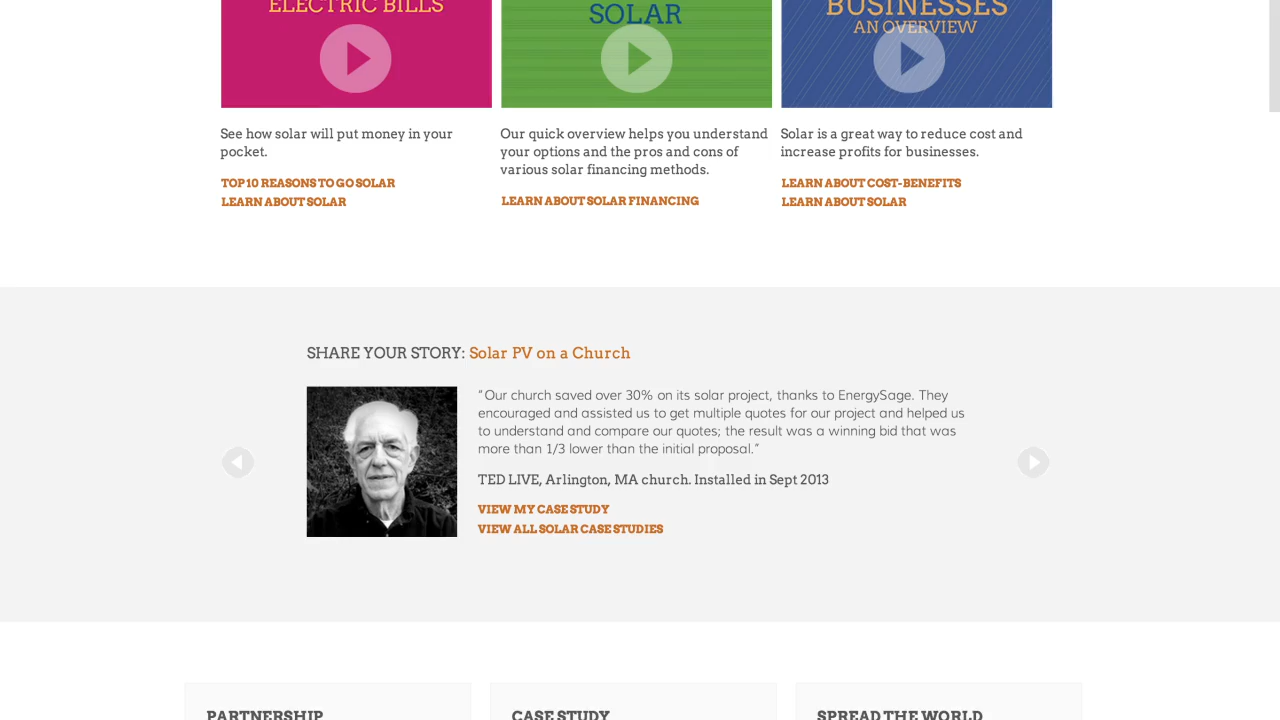 ELECTRIC BILLS
SOLAR
BUSINESSES
AN OVERVIEW
See how solar will put money in your
pocket.
TOP 10 REASONS TO GO SOLAR
LEARN ABOUT SOLAR
Our quick overview helps you understand
your options and the pros and cons of
various solar financing methods.
LEARN ABOUT SOLAR FINANCING
Solar is a great way to reduce cost and
increase profits for businesses.
LEARN ABOUT COST-BENEFITS
LEARN ABOUT SOLAR
SHARE YOUR STORY: Solar PV on a Church
“Our church saved over 30% on its solar project, thanks to EnergySage. They
encouraged and assisted us to get multiple quotes for our project and helped us
to understand and compare our quotes; the result was a winning bid that was
more than 1/3 lower than the initial proposal.”
TED LIVE, Arlington, MA church. Installed in Sept 2013
VIEW MY CASE STUDY
VIEW ALL SOLAR CASE STUDIES
PARTNERSHIP
CASE STUDY
SPREAD THE WORLD